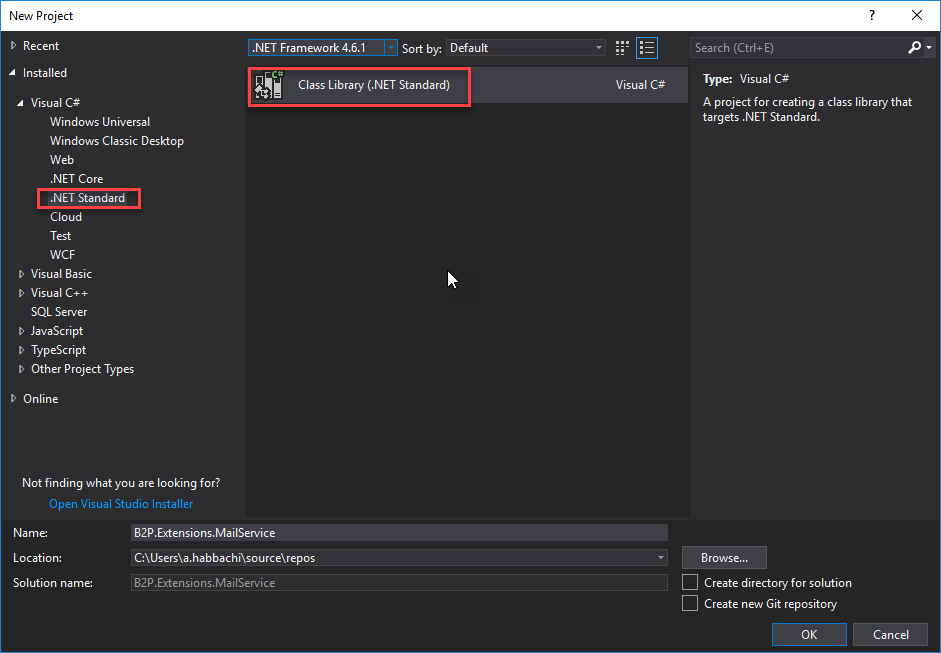 New Project
?
Recent
.NET Framework 4.6.1 Sort by: Default
Search (Ctrl+E)
Installed
Visual C#
Windows Universal
Windows Classic Desktop
Web
.NET Core
.NET Standard
Cloud
Test
WCF
Visual Basic
Visual C++
SQL Server
JavaScript
TypeScript
Other Project Types
Online
Not finding what you are looking for?
Open Visual Studio Installer
C#
Class Library (.NET Standard) Visual C#
Type: Visual C#
A project for creating a class library that
targets .NET Standard.
Name: B2P.Extensions.MailService
Location: C:\Users\a.habbachi\source\repos
Browse...
Solution name: B2P.Extensions.MailService
Create directory for solution
Create new Git repository
OK Cancel